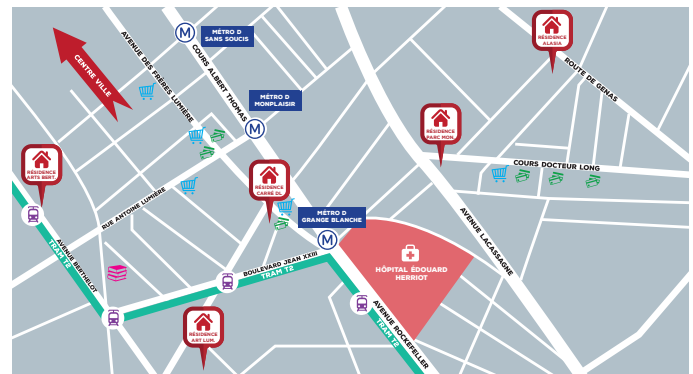 MÉTRO D
SANS SOUCIS
RÉSIDENCE
ALASIA
AVENUE DES FRÈRES LUMIÈRE
COURS ALBERT THOMAS
CENTRE VILLE
ROUTE DE GENAS
MÉTRO D
MONPLAISIR
RÉSIDENCE
PARC MON.
COURS DOCTEUR LONG
RÉSIDENCE
ARTS BERT.
RÉSIDENCE
CARRÉ DL
RUE ANTOINE LUMIÈRE
MÉTRO D
GRANGE BLANCHE
AVENUE LACASSAGNE
AVENUE BERTHELOT
TRAM T2
BOULEVARD JEAN XXIII
TRAM T2
HÔPITAL ÉDOUARD
HERRIOT
RÉSIDENCE
ART LUM.
AVENUE ROCKEFELLER
TRAM T2